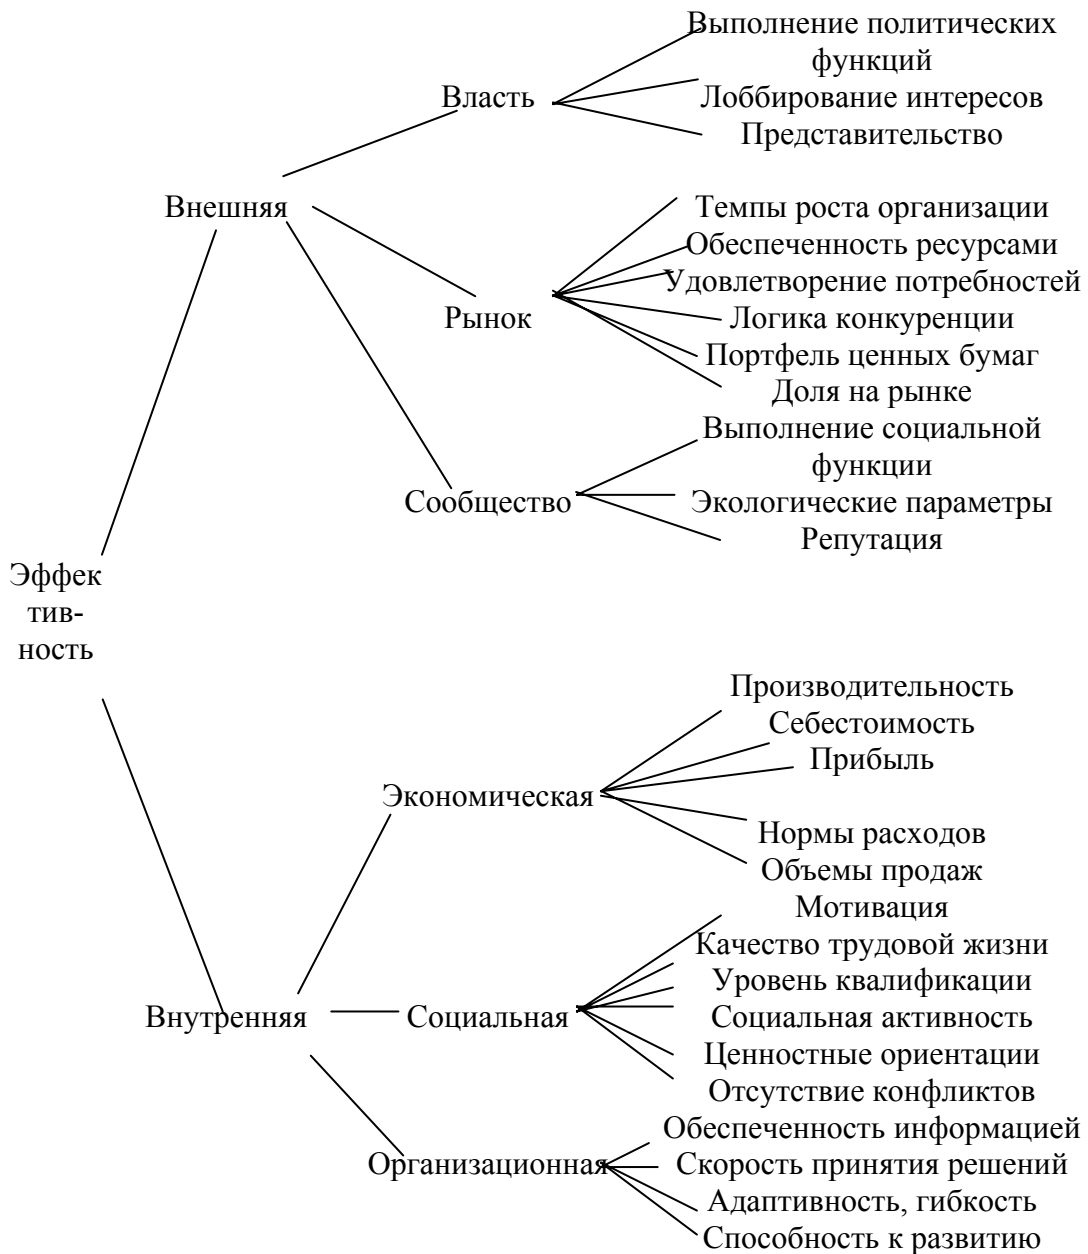 Выполнение политических
функций
Власть
Лоббирование интересов
Представительство
Внешняя
Темпы роста организации
Обеспеченность ресурсами
Удовлетворение потребностей
Рынок
Логика конкуренции
Портфель ценных бумаг
Доля на рынке
Выполнение социальной
функции
Сообщество
Экологические параметры
Репутация
Эффек
тив-
ность
Производительность
Себестоимость
Прибыль
Экономическая
Нормы расходов
Объемы продаж
Мотивация
Качество трудовой жизни
Уровень квалификации
Внутренняя
Социальная
Социальная активность
Ценностные ориентации
Отсутствие конфликтов
Обеспеченность информацией
Организационная
Скорость принятия решений
Адаптивность, гибкость
Способность к развитию